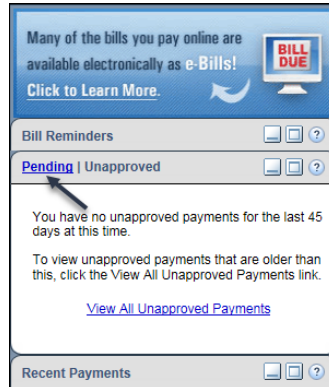 Many of the bills you pay online are
available electronically as e-Bills!
Click to Learn More.
BILL
DUE
Bill Reminders
?
Pending | Unapproved
?
You have no unapproved payments for the last 45
days at this time.
To view unapproved payments that are older than
this, click the View All Unapproved Payments link.
View All Unapproved Payments
Recent Payments
?